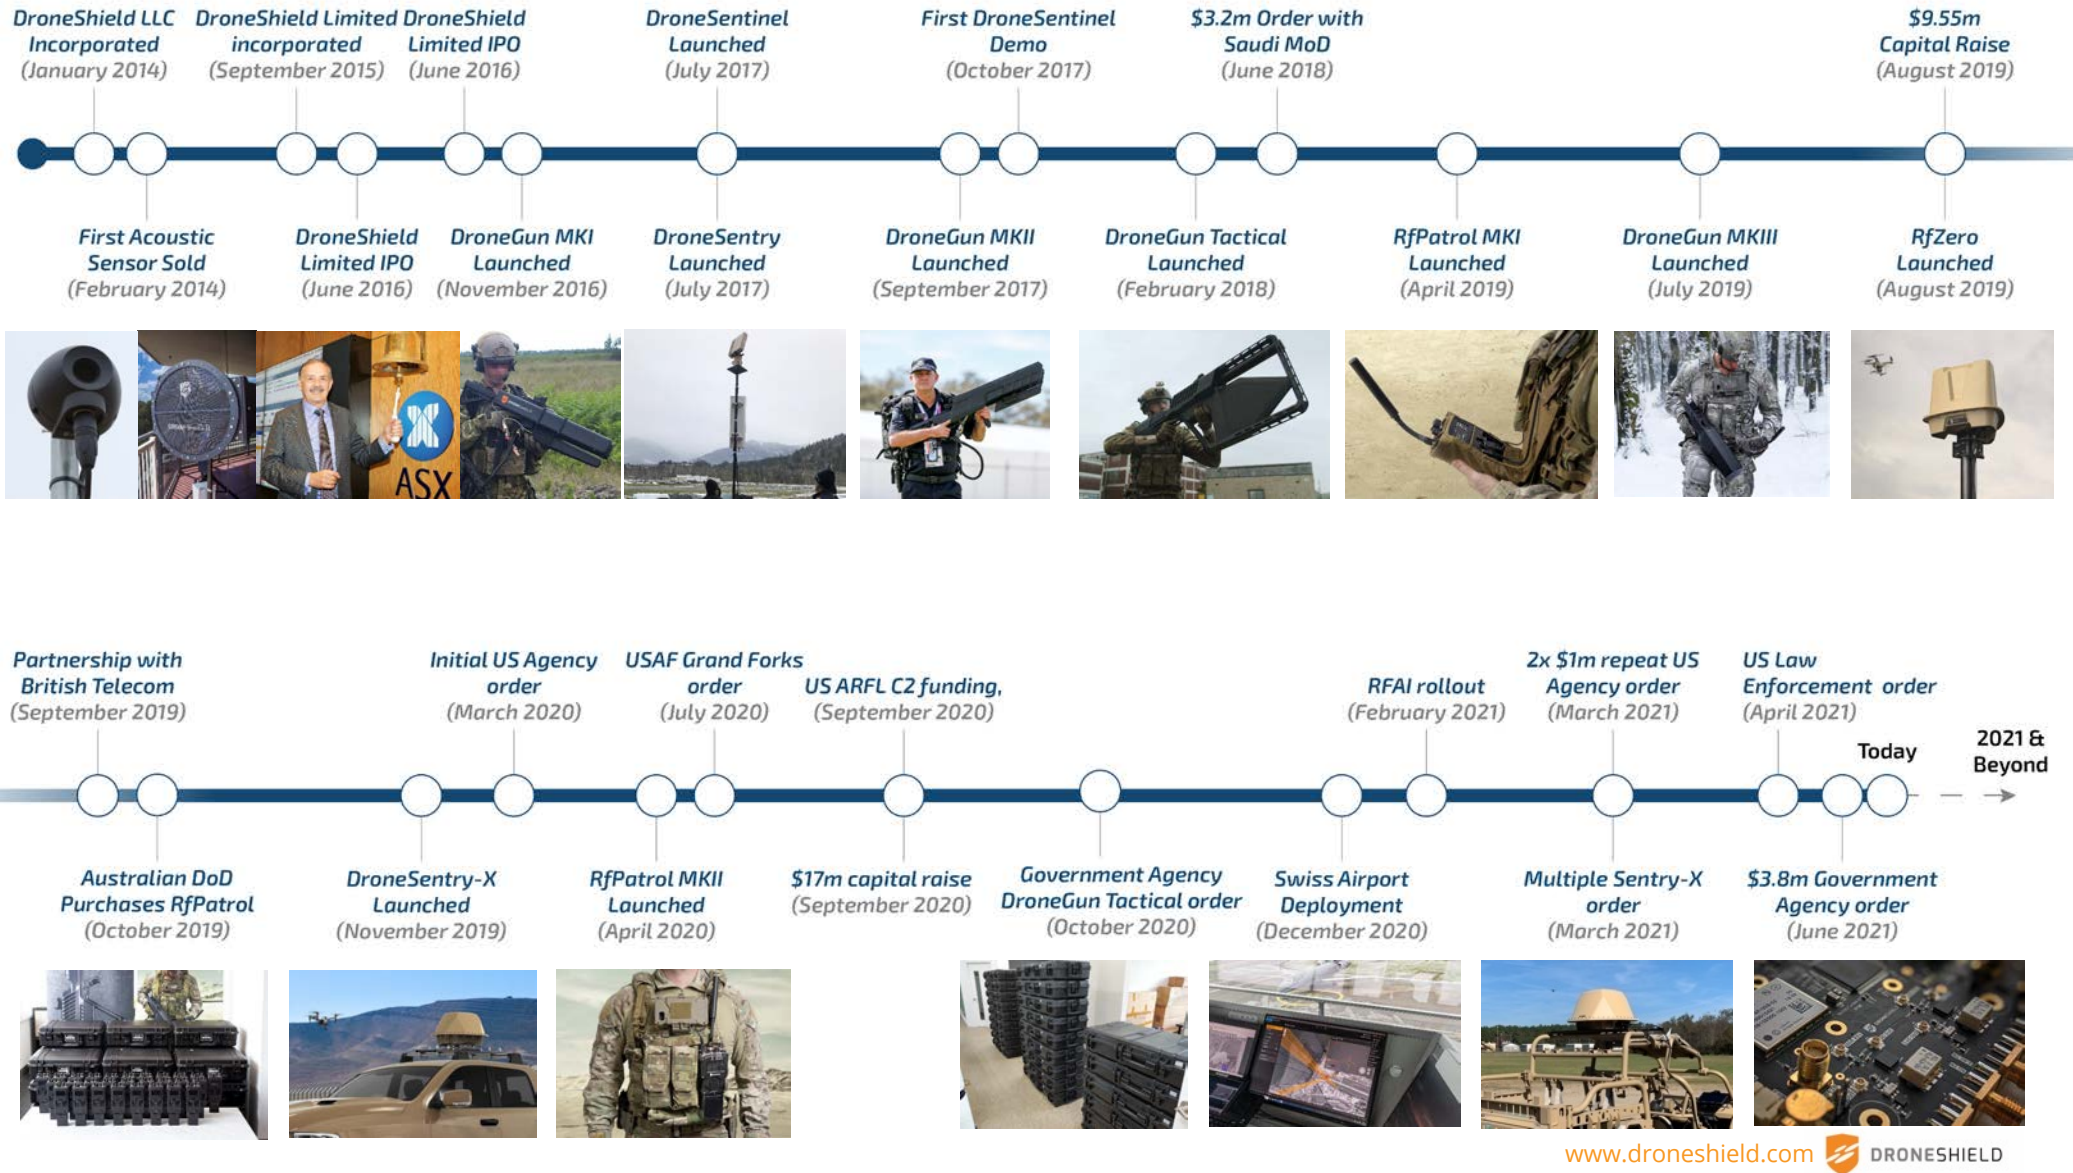 DroneShield LLC
Incorporated
(January 2014)
DroneShield Limited
incorporated
(September 2015)
DroneShield
Limited IPO
(June 2016)
DroneSentinel
Launched
(July 2017)
First DroneSentinel
Demo
(October 2017)
$3.2m Order with
Saudi MoD
(June 2018)
$9.55m
Capital Raise
(August 2019)
First Acoustic
Sensor Sold
(February 2014)
DroneShield
Limited IPO
(June 2016)
DroneGun MKI
Launched
(November 2016)
DroneSentry
Launched
(July 2017)
DroneGun MKII
Launched
(September 2017)
DroneGun Tactical
Launched
(February 2018)
RfPatrol MKI
Launched
(April 2019)
DroneGun MKIII
Launched
(July 2019)
RfZero
Launched
(August 2019)
ASX
Partnership with
British Telecom
(September 2019)
Initial US Agency
order
(March 2020)
USAF Grand Forks
order
(July 2020)
US ARFL C2 funding,
(September 2020)
RFAI rollout
(February 2021)
2x $1m repeat US
Agency order
(March 2021)
US Law
Enforcement order
(April 2021)
Today
2021 &
Beyond
Australian DoD
Purchases RfPatrol
(October 2019)
DroneSentry-X
Launched
(November 2019)
RfPatrol MKII
Launched
(April 2020)
$17m capital raise
(September 2020)
Government Agency
DroneGun Tactical order
(October 2020)
Swiss Airport
Deployment
(December 2020)
Multiple Sentry-X
order
(March 2021)
$3.8m Government
Agency order
(June 2021)
www.droneshield.com
DRONESHIELD